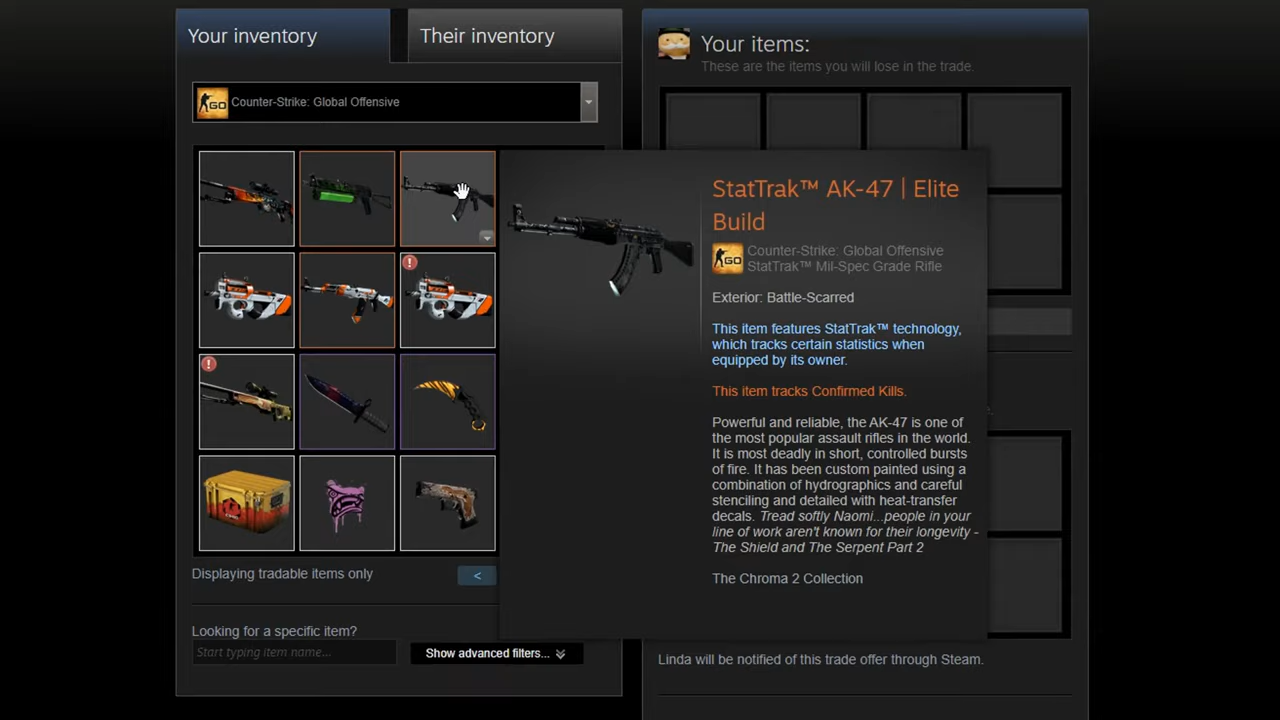 Your inventory
Their inventory
Counter-Strike: Global Offensive
Displaying tradable items only
<
Looking for a specific item?
Start typing item name...
Show advanced filters...
Your items:
These are the items you will lose in the trade.
StatTrak™ AK-47 | Elite
Build
Counter-Strike: Global Offensive
StatTrak™ Mil-Spec Grade Rifle
Exterior: Battle-Scarred
This item features StatTrak™ technology,
which tracks certain statistics when
equipped by its owner.
This item tracks Confirmed Kills.
Powerful and reliable, the AK-47 is one of
the most popular assault rifles in the world.
It is most deadly in short, controlled bursts
of fire. It has been custom painted using a
combination of hydrographics and careful
stenciling and detailed with heat-transfer
decals. Tread softly Naomi...people in your
line of work aren't known for their longevity -
The Shield and The Serpent Part 2
The Chroma 2 Collection
Linda will be notified of this trade offer through Steam.